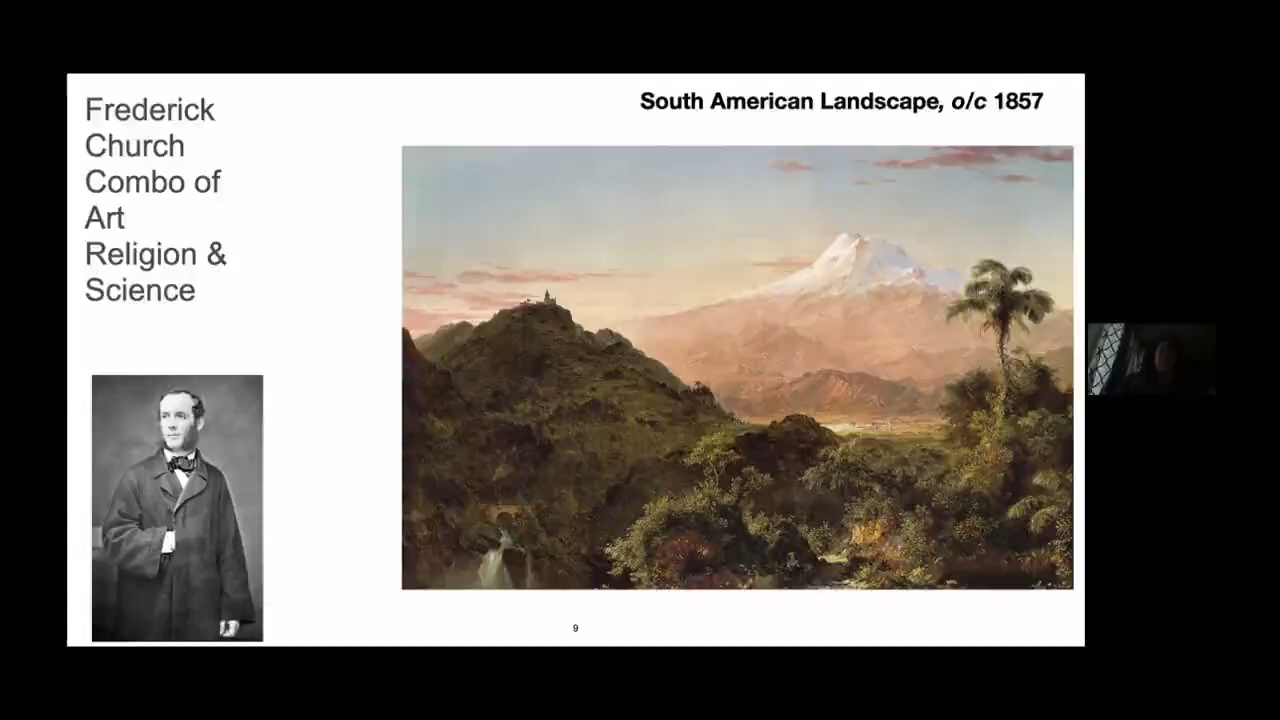 Frederick
Church
Combo of
Art
Religion &
Science
South American Landscape, o/c 1857
9